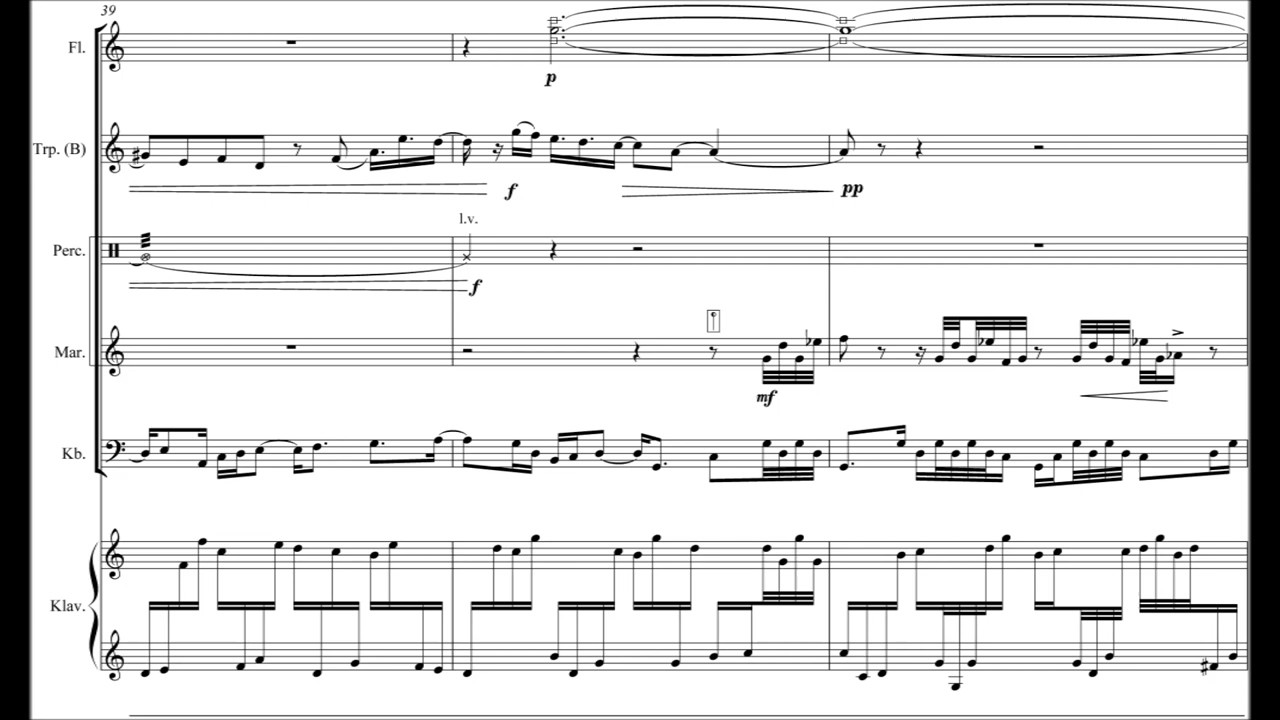 39
Fl.
p
Trp. (B)
f
pp
l.v.
Perc.
f
Mar.
mf
Kb.
Klav.